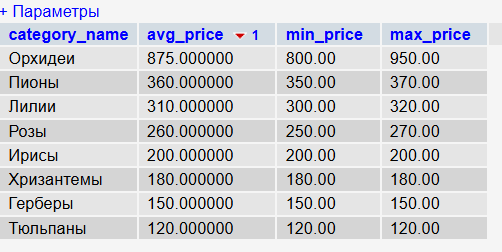 + Параметры
category_name avg_price 1 min_price max_price
Орхидеи 875.000000 800.00 950.00
Пионы 360.000000 350.00 370.00
Лилии 310.000000 300.00 320.00
Розы 260.000000 250.00 270.00
Ирисы 200.000000 200.00 200.00
Хризантемы 180.000000 180.00 180.00
Герберы 150.000000 150.00 150.00
Тюльпаны 120.000000 120.00 120.00